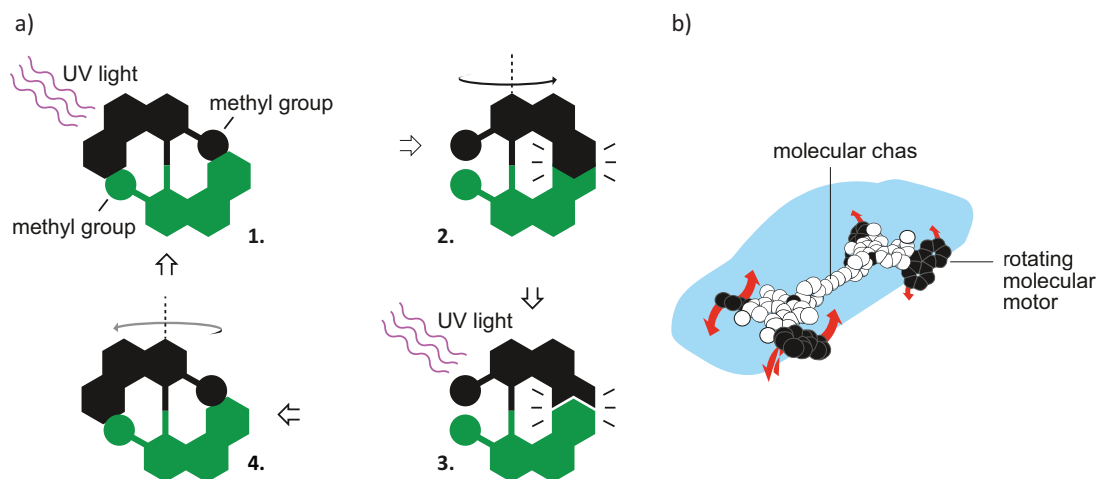 a)
UV light
methyl group
methyl group
1.
2.
UV light
3.
4.
b)
molecular chas
rotating
molecular
motor